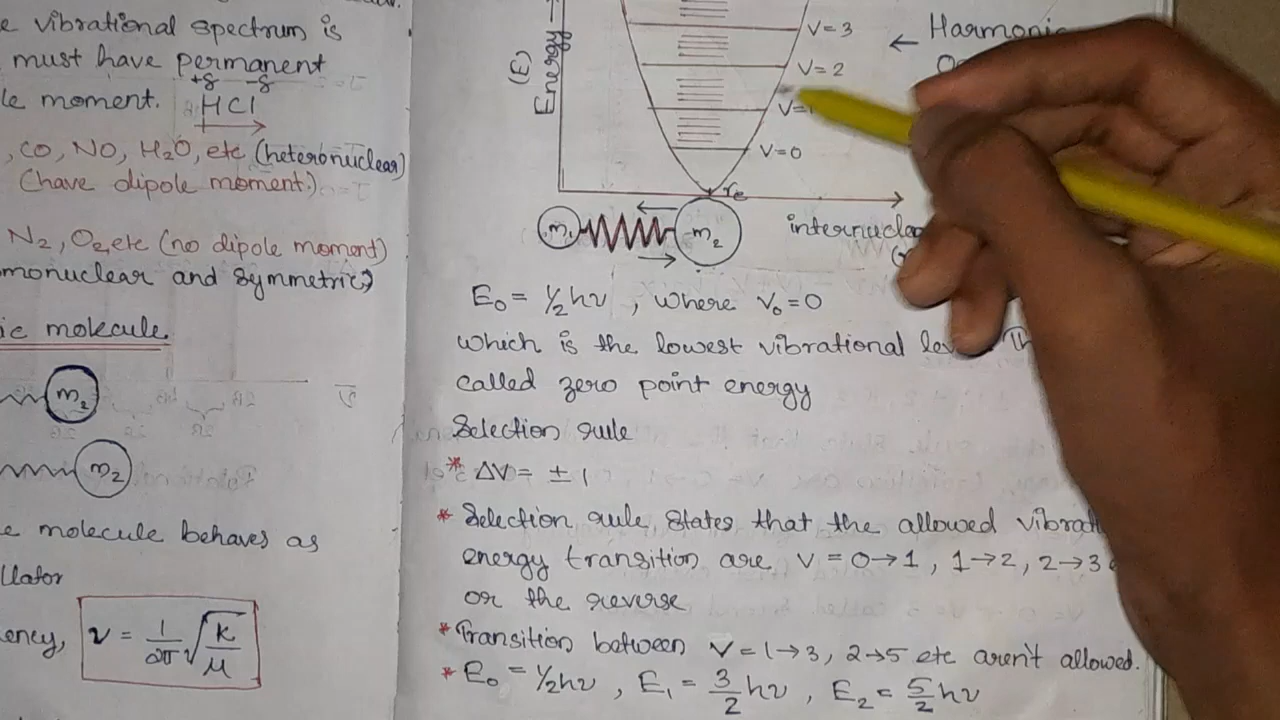 e vibrational spectrum is
must have permanent
le moment.
+δ -δ
HCl
, CO, NO, H₂O, etc (heteronuclear)
(have dipole moment.)
N₂, O₂, etc (no dipole moment)
monuclear and symmetric)
ic molecule
m₂
m₂
e molecule behaves as
llator
ency, ν = 1/2π √k/μ
Energy →
(E)
V=3
V=2
V=1
V=0
← Harmonic
re
m₁
m₂
E₀ = ½hν , where V₀ = 0
which is the lowest vibrational
called zero point energy
Selection rule
* ΔV = ± 1
* Selection rule, states that the allowed
energy transition are V = 0→1, 1→2, 2→3
or the reverse
* Transition between V=1→3, 2→5 etc aren't allowed.
* E₀ = ½hν , E₁ = 3/2 hν , E₂ = 5/2 hν